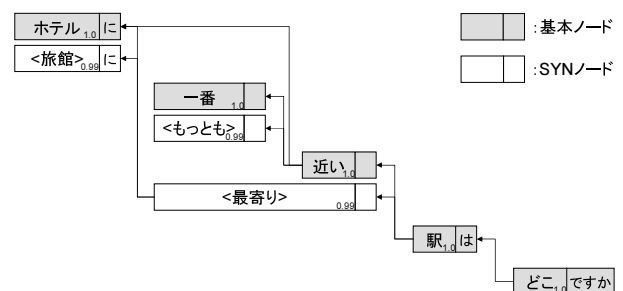 ホテル 1.0 に
:基本ノード
<旅館> 0.99 に
:SYNノード
一番 1.0
<もっとも> 0.99
近い 1.0
<最寄り> 0.99
駅 1.0 は
どこ 1.0 ですか